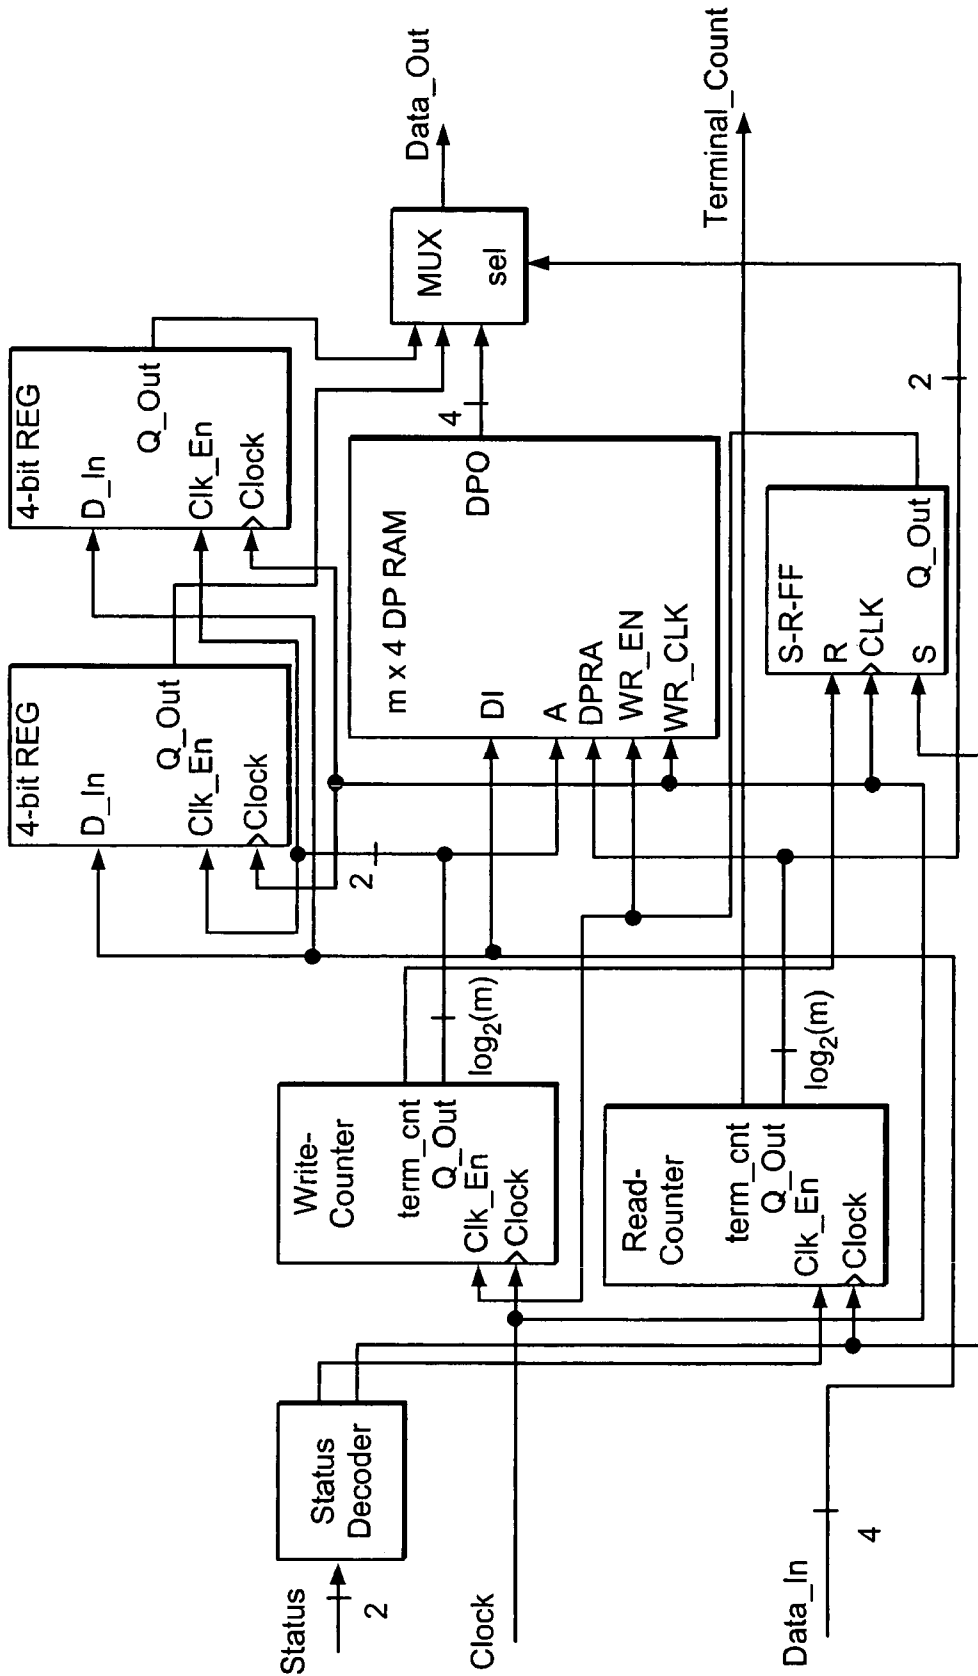 Status
2
Status
Decoder
Clock
Data_In
4
Write-
Counter
term_cnt
Q_Out
Clk_En
Clock
log2(m)
Read-
Counter
term_cnt
Q_Out
Clk_En
Clock
log2(m)
4-bit REG
D_In
Q_Out
Clk_En
Clock
2
4-bit REG
D_In
Q_Out
Clk_En
Clock
m x 4 DP RAM
DI
A
DPRA
WR_EN
WR_CLK
DPO
4
S-R-FF
R
CLK
S
Q_Out
2
MUX
sel
Data_Out
Terminal_Count